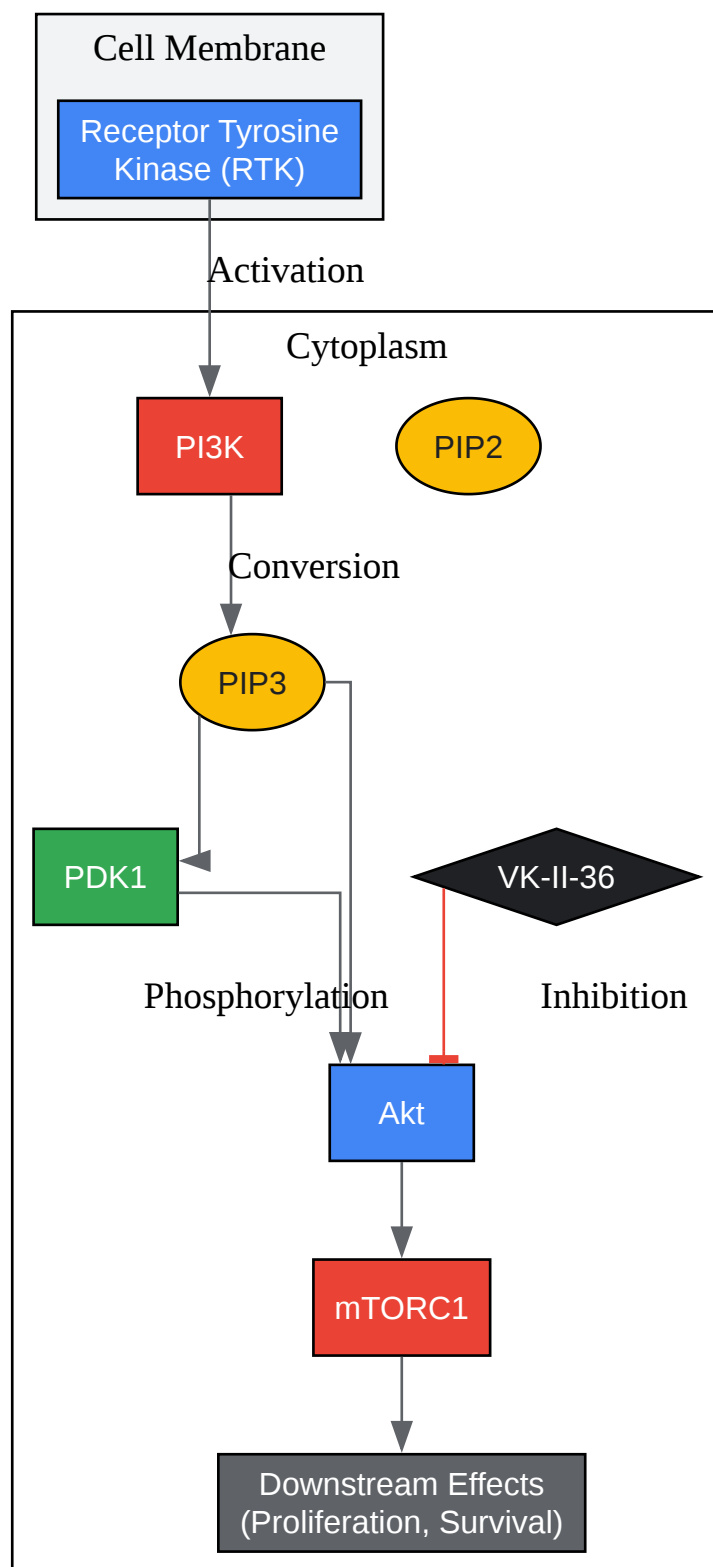 Cell Membrane
Receptor Tyrosine
Kinase (RTK)
Activation
Cytoplasm
PI3K
PIP2
Conversion
PIP3
PDK1
VK-II-36
Phosphorylation
Inhibition
Akt
mTORC1
Downstream Effects
(Proliferation, Survival)